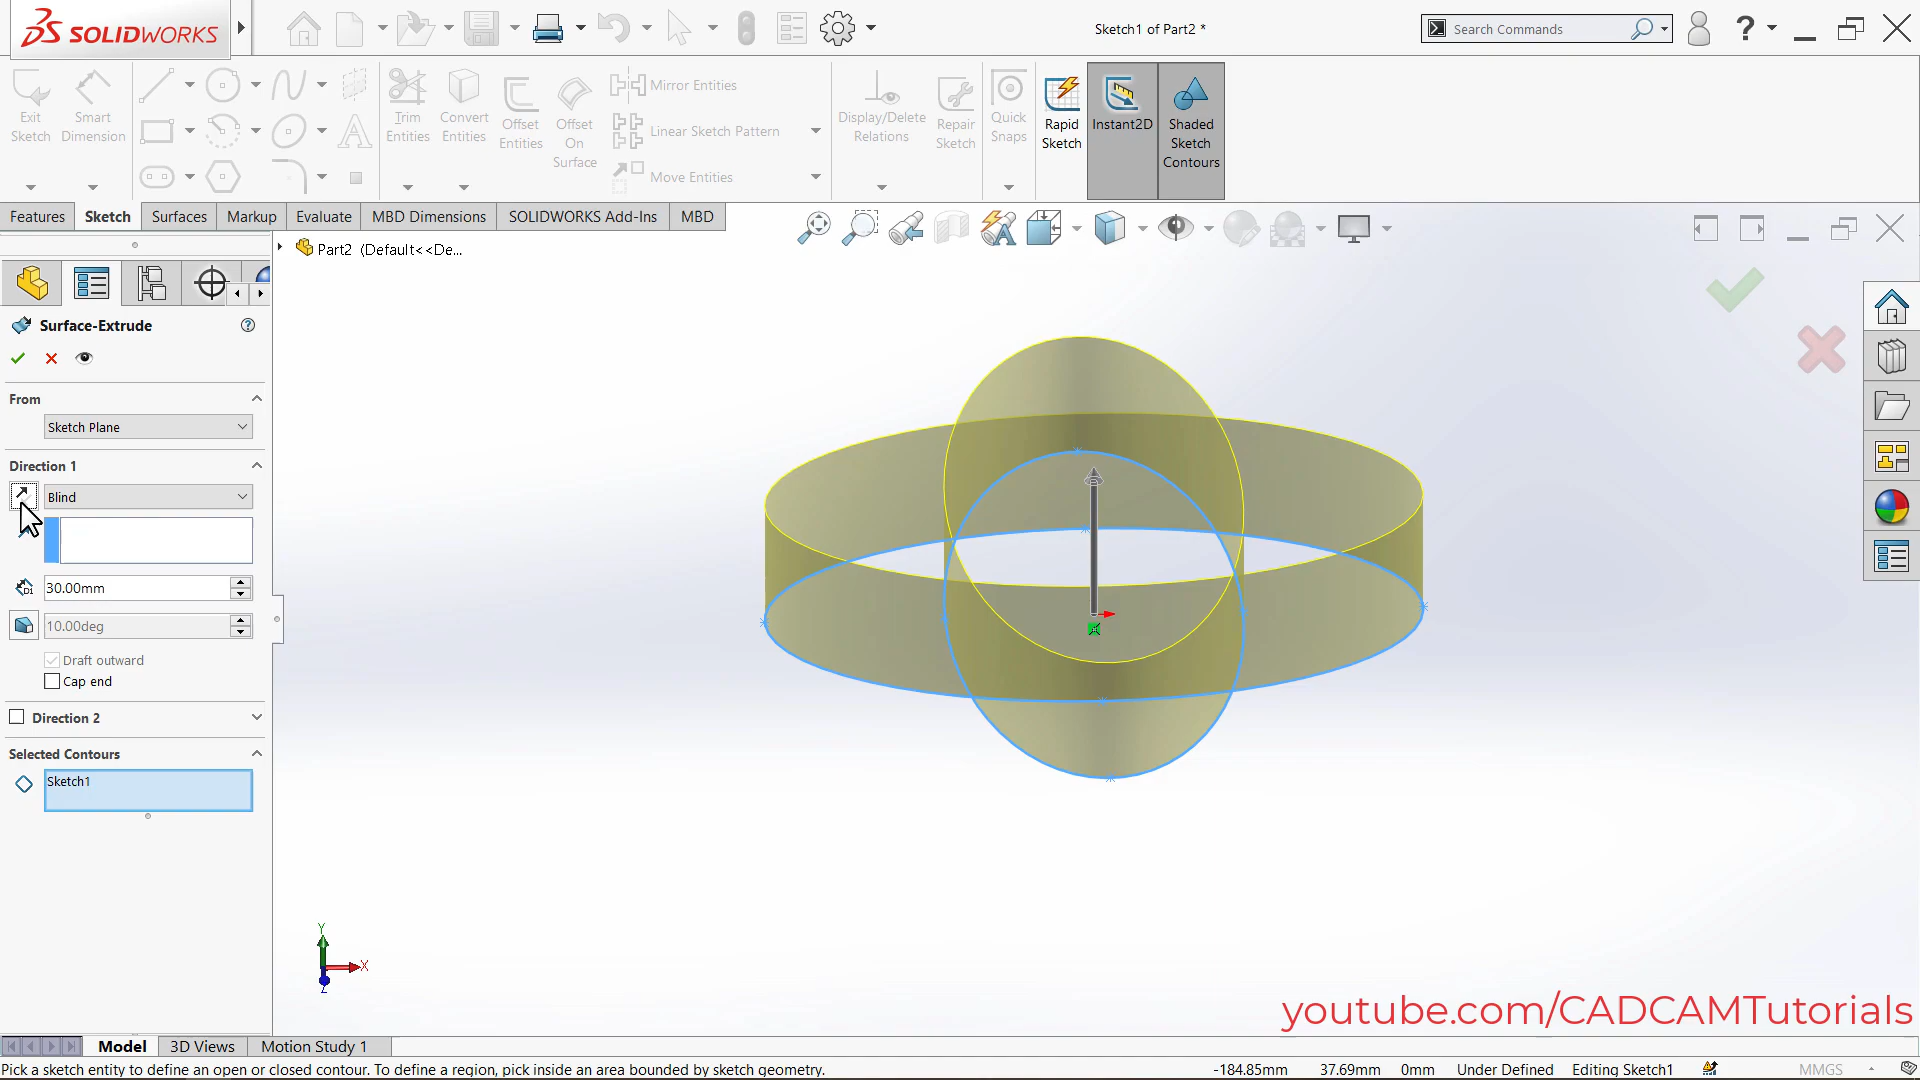 SOLIDWORKS
Sketch1 of Part2 *
Search Commands
?
Exit Sketch
Smart Dimension
Trim Entities
Convert Entities
Offset Entities
Offset On Surface
Mirror Entities
Linear Sketch Pattern
Move Entities
Display/Delete Relations
Repair Sketch
Quick Snaps
Rapid Sketch
Instant2D
Shaded Sketch Contours
Features
Sketch
Surfaces
Markup
Evaluate
MBD Dimensions
SOLIDWORKS Add-Ins
MBD
Part2 (Default<<De...
Surface-Extrude
From
Sketch Plane
Direction 1
Blind
30.00mm
10.00deg
Draft outward
Cap end
Direction 2
Selected Contours
Sketch1
Y
X
Z
youtube.com/CADCAMTutorials
Model
3D Views
Motion Study 1
Pick a sketch entity to define an open or closed contour. To define a region, pick inside an area bounded by sketch geometry.
-184.85mm
37.69mm
0mm
Under Defined
Editing Sketch1
MMGS